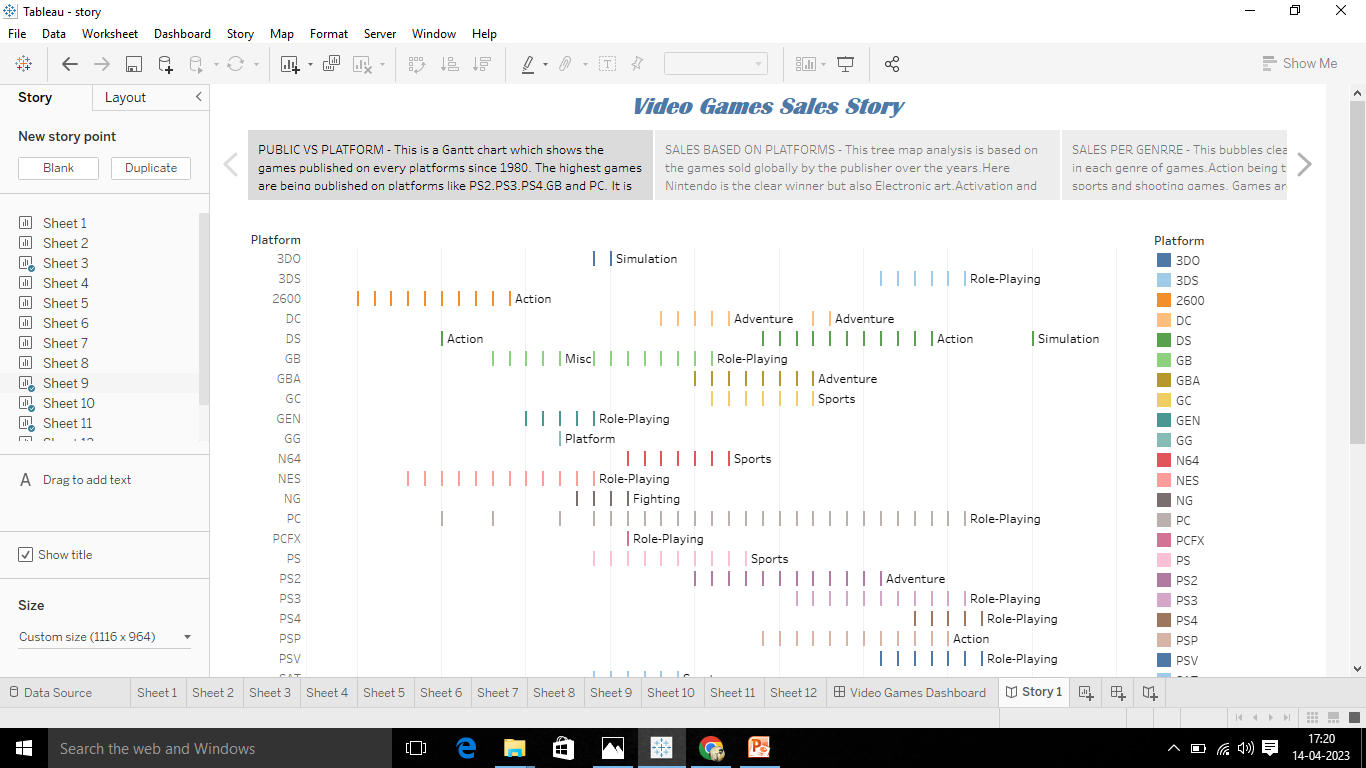 Tableau - story
File Data Worksheet Dashboard Story Map Format Server Window Help
Show Me
Story Layout
New story point
Blank Duplicate
Sheet 1
Sheet 2
Sheet 3
Sheet 4
Sheet 5
Sheet 6
Sheet 7
Sheet 8
Sheet 9
Sheet 10
Sheet 11
A Drag to add text
Show title
Size
Custom size (1116 x 964)
Video Games Sales Story
PUBLIC VS PLATFORM - This is a Gantt chart which shows the
games published on every platforms since 1980. The highest games
are being published on platforms like PS2.PS3.PS4.GB and PC. It is
SALES BASED ON PLATFORMS - This tree map analysis is based on
the games sold globally by the publisher over the years.Here
Nintendo is the clear winner but also Electronic art.Activation and
SALES PER GENRRE - This bubbles clea
in each genre of games.Action being t
sports and shooting games. Games ar
Platform
3DO Simulation
3DS Role-Playing
2600 Action
DC Adventure Adventure
DS Action Action Simulation
GB Misc Role-Playing
GBA Adventure
GC Sports
GEN Role-Playing
GG Platform
N64 Sports
NES Role-Playing
NG Fighting
PC Role-Playing
PCFX Role-Playing
PS Sports
PS2 Adventure
PS3 Role-Playing
PS4 Role-Playing
PSP Action
PSV Role-Playing
Platform
3DO
3DS
2600
DC
DS
GB
GBA
GC
GEN
GG
N64
NES
NG
PC
PCFX
PS
PS2
PS3
PS4
PSP
PSV
Data Source Sheet 1 Sheet 2 Sheet 3 Sheet 4 Sheet 5 Sheet 6 Sheet 7 Sheet 8 Sheet 9 Sheet 10 Sheet 11 Sheet 12 Video Games Dashboard Story 1
Search the web and Windows
17:20
14-04-2023